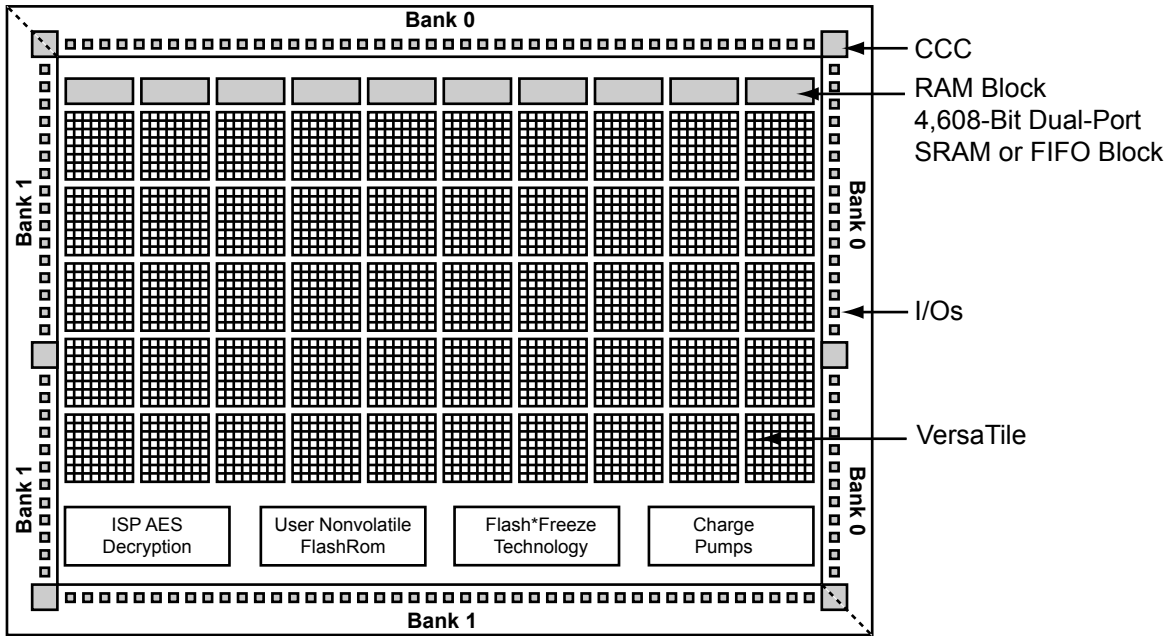 Bank 0
CCC
RAM Block
4,608-Bit Dual-Port
SRAM or FIFO Block
Bank 1
Bank 0
I/Os
VersaTile
Bank 1
Bank 0
ISP AES
Decryption
User Nonvolatile
FlashRom
Flash*Freeze
Technology
Charge
Pumps
Bank 1